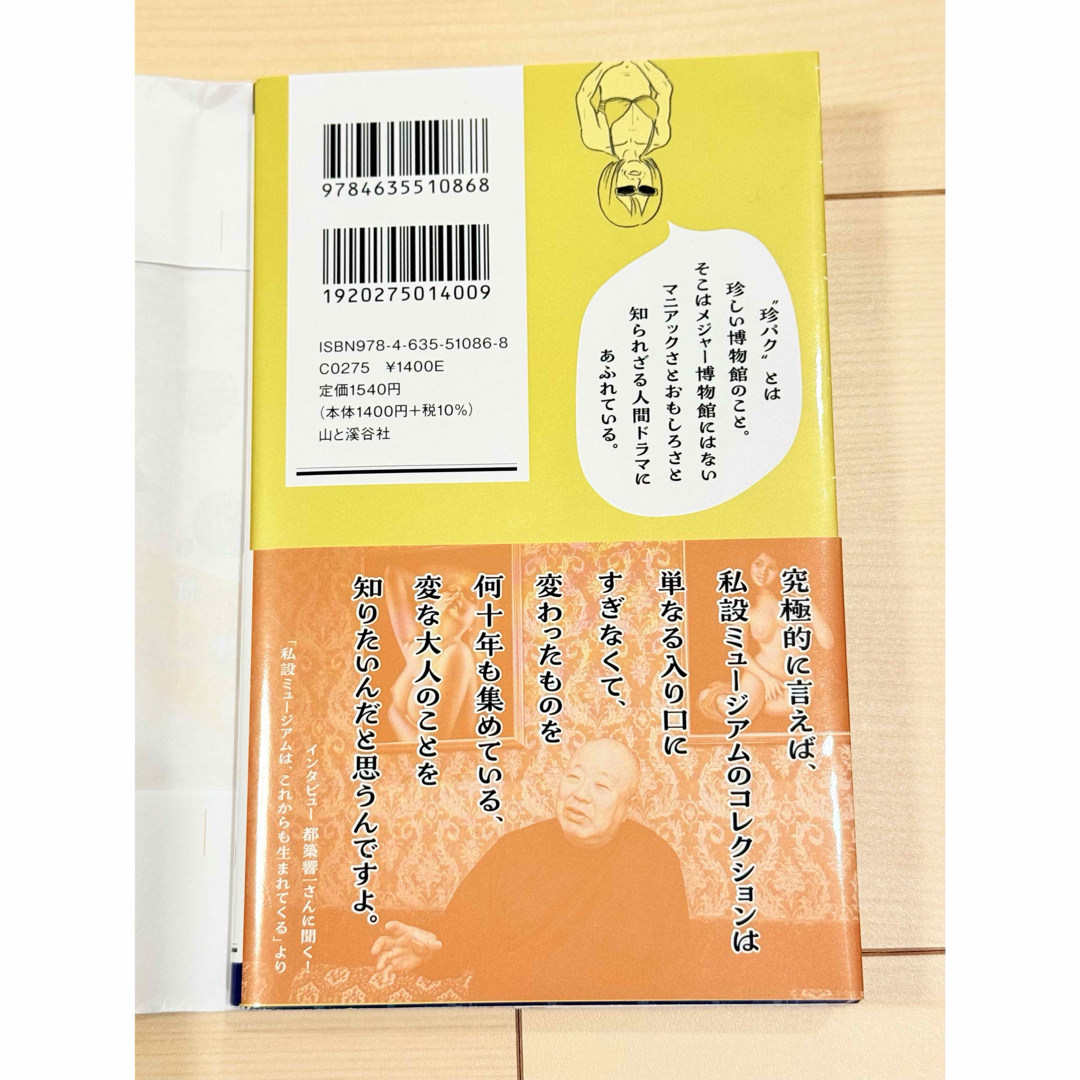 9784635510868
1920275014009
ISBN978-4-635-51086-8
C0275 ¥1400E
定価1540円
(本体1400円+税10%)
山と溪谷社
"珍パク"とは
珍しい博物館のこと。
そこはメジャー博物館にはない
マニアックさとおもしろさと
知られざる人間ドラマに
あふれている。
究極的に言えば、
私設ミュージアムのコレクションは
単なる入り口に
すぎなくて、
変わったものを
何十年も集めている、
変な大人のことを
知りたいんだと思うんですよ。
インタビュー 都築響一さんに聞く!
「私設ミュージアムは、これからも生まれてくる」より